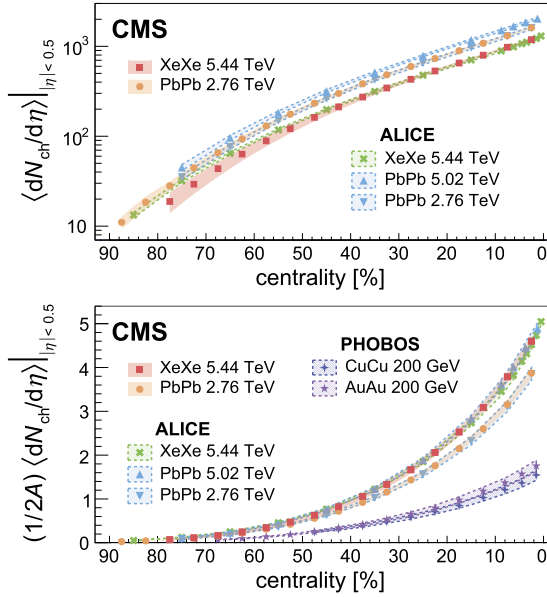 CMS
XeXe 5.44 TeV
PbPb 2.76 TeV
ALICE
XeXe 5.44 TeV
PbPb 5.02 TeV
PbPb 2.76 TeV
⟨dN_ch/dη⟩|_|η|< 0.5
10^3
10^2
10
90 80 70 60 50 40 30 20 10 0
centrality [%]
CMS
XeXe 5.44 TeV
PbPb 2.76 TeV
ALICE
XeXe 5.44 TeV
PbPb 5.02 TeV
PbPb 2.76 TeV
PHOBOS
CuCu 200 GeV
AuAu 200 GeV
(1/2A) ⟨dN_ch/dη⟩|_|η|< 0.5
5
4
3
2
1
0
90 80 70 60 50 40 30 20 10 0
centrality [%]